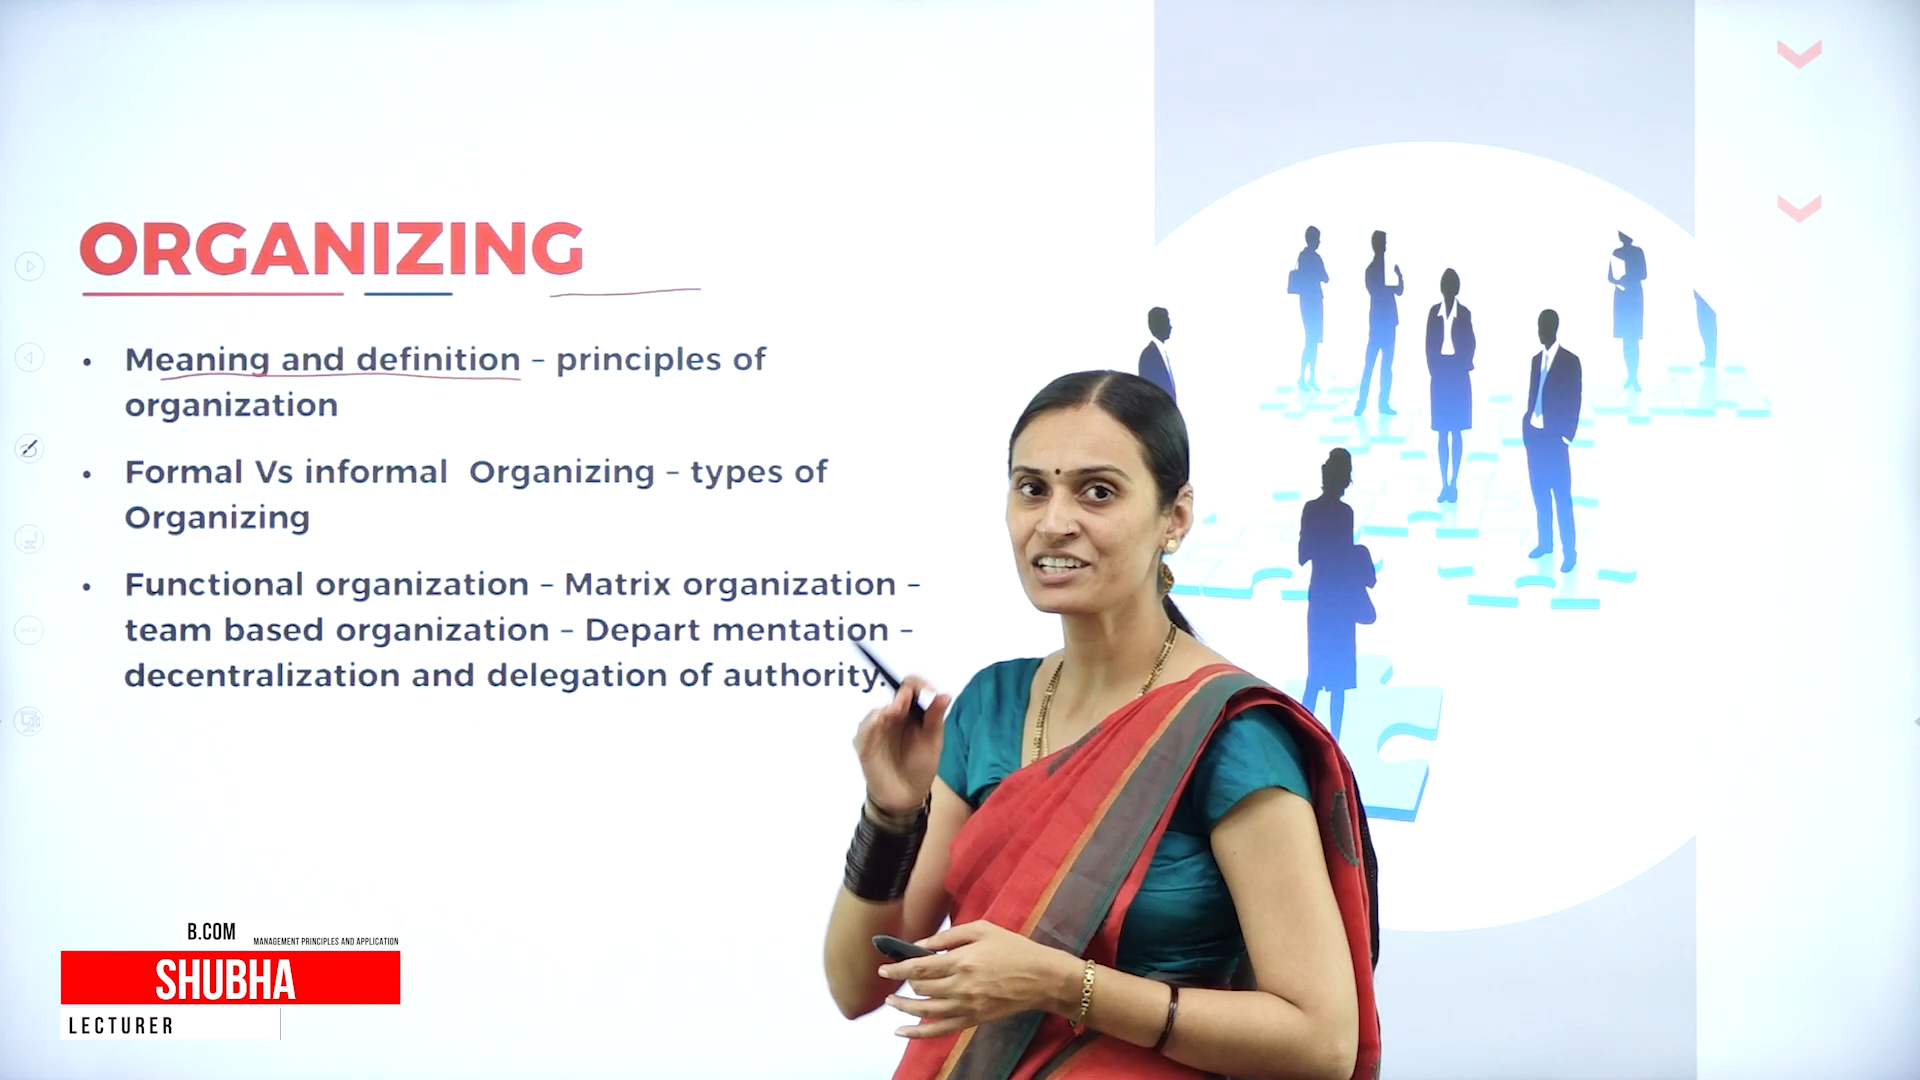 ORGANIZING
• Meaning and definition – principles of
organization
• Formal Vs informal Organizing – types of
Organizing
• Functional organization – Matrix organization –
team based organization – Depart mentation –
decentralization and delegation of authority.
B.COM
MANAGEMENT PRINCIPLES AND APPLICATION
SHUBHA
LECTURER